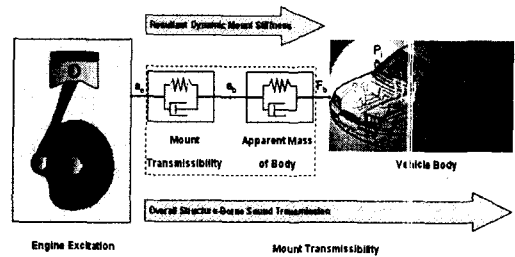 Resultant Dynamic Mount Stiffness
P
a
a
F b
Mount
Transmissibility
Apparent Mass
of Body
Vehicle Body
Overall Structure-Borne Sound Transmission
Engine Excitation
Mount Transmissibility